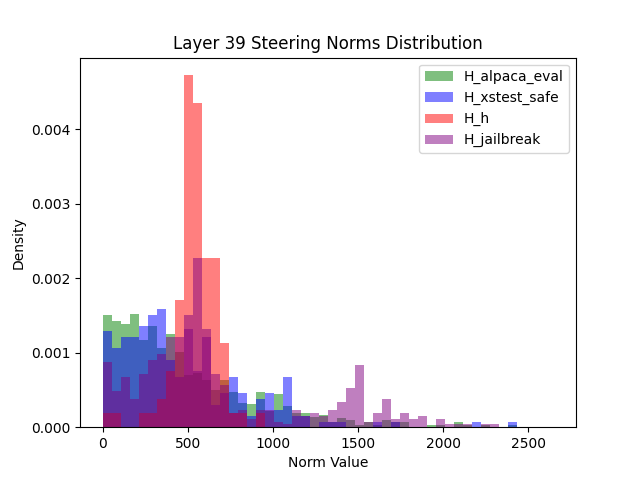 Layer 39 Steering Norms Distribution
H_alpaca_eval
H_xstest_safe
H_h
H_jailbreak
Density
0.004
0.003
0.002
0.001
0.000
0
500
1000
1500
2000
2500
Norm Value